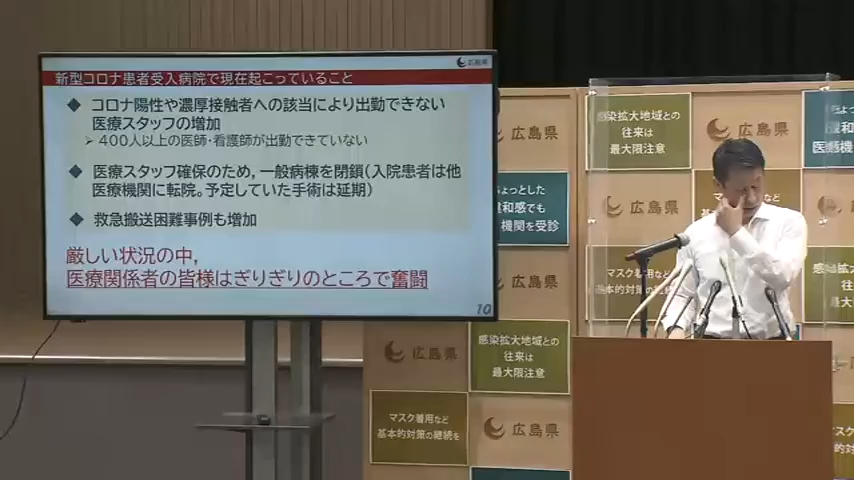 広島県
新型コロナ患者受入病院で現在起こっていること
◆ コロナ陽性や濃厚接触者への該当により出勤できない
医療スタッフの増加
➢ 400人以上の医師・看護師が出勤できていない
◆ 医療スタッフ確保のため，一般病棟を閉鎖（入院患者は他
医療機関に転院。予定していた手術は延期）
◆ 救急搬送困難事例も増加
厳しい状況の中，
医療関係者の皆様はぎりぎりのところで奮闘
10
広島県
感染拡大地域との
往来は
最大限注意
広島県
ちょっとした
違和感でも
機関を受診
広島県
広島県
マスク着用など
基本的対策の継続を
広島県
感染拡大地域との
往来は
最大限注意
マスク着用など
基本的対策の継続を
広島県